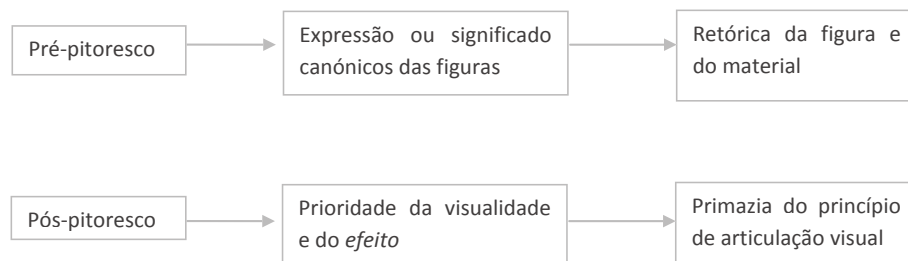 Pré-pitoresco
Expressão ou significado
canónicos das figuras
Retórica da figura e
do material
Pós-pitoresco
Prioridade da visualidade
e do efeito
Primazia do princípio
de articulação visual